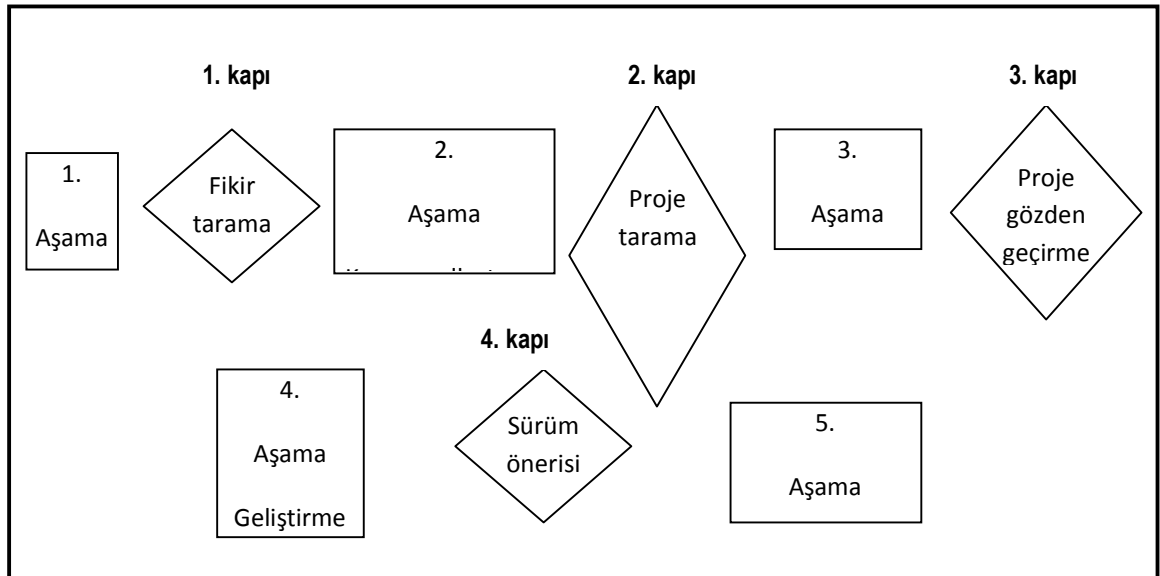 1. kapı
2. kapı
3. kapı
1.
Aşama
Fikir
tarama
2.
Aşama
Proje
tarama
3.
Aşama
Proje
gözden
geçirme
4. kapı
4.
Aşama
Geliştirme
Sürüm
önerisi
5.
Aşama